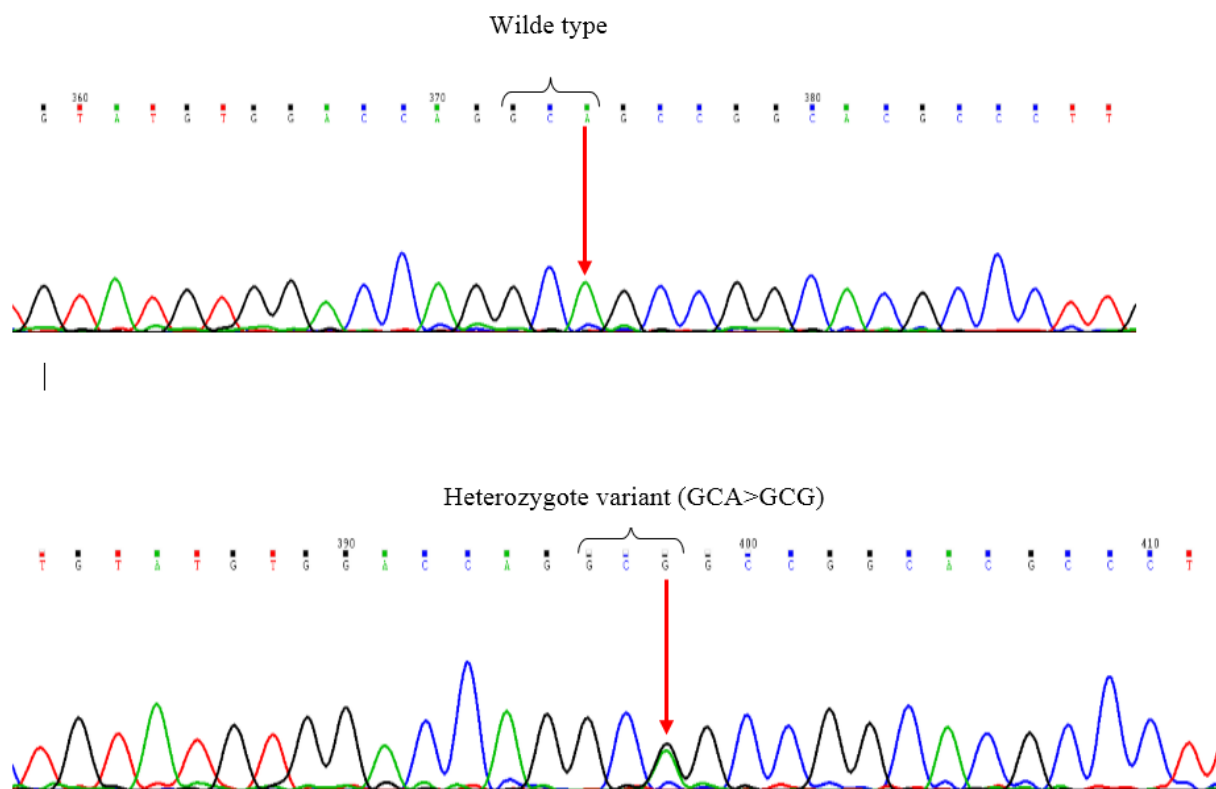 Wilde type
360 370 380
G T A T G T G G A C C A G G C A G C C G G C A C G C C C T T
Heterozygote variant (GCA>GCG)
390 400 410
T G T A T G T G G A C C A G G C G G C C G G C A C G C C C T